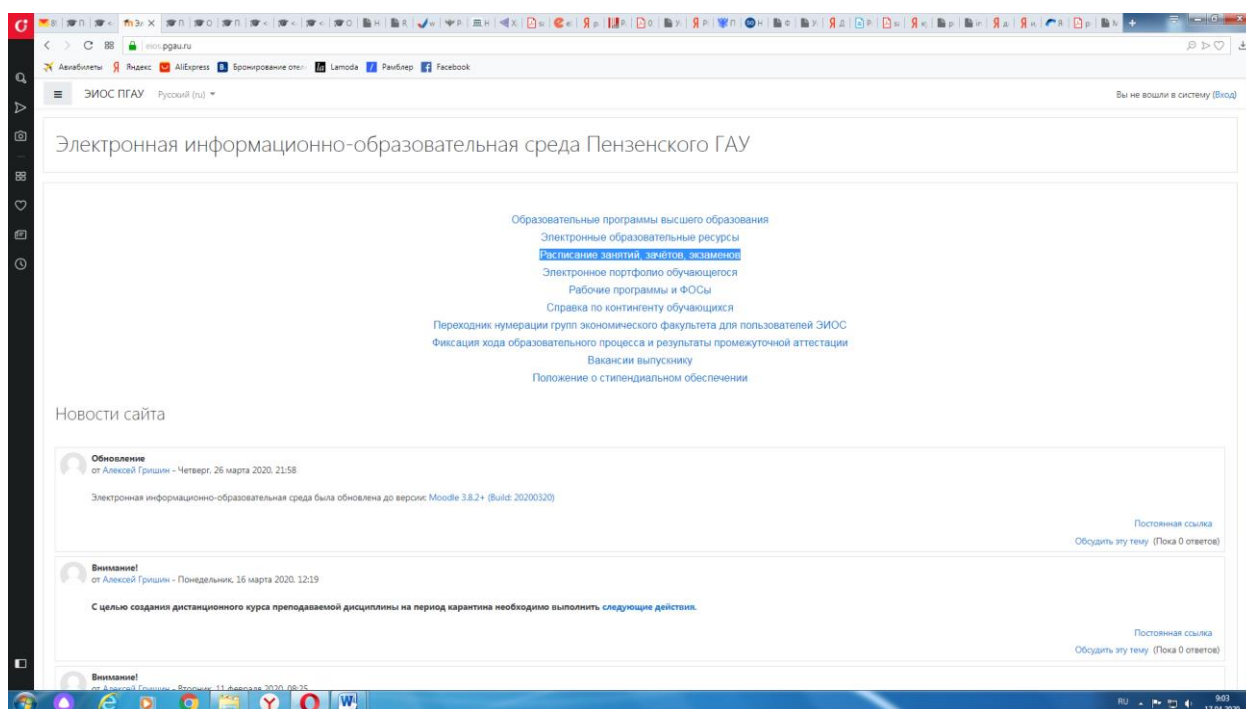 eios.pgau.ru
Авиабилеты Яндекс AliExpress Бронирование отел Lamoda Рамблер Facebook
ЭИОС ПГАУ Русский (ru) Вы не вошли в систему (Вход)
Электронная информационно-образовательная среда Пензенского ГАУ
Образовательные программы высшего образования
Электронные образовательные ресурсы
Расписание занятий, зачётов, экзаменов
Электронное портфолио обучающегося
Рабочие программы и ФОСы
Справка по контингенту обучающихся
Переходник нумерации групп экономического факультета для пользователей ЭИОС
Фиксация хода образовательного процесса и результаты промежуточной аттестации
Вакансии выпускнику
Положение о стипендиальном обеспечении
Новости сайта
Обновление
от Алексей Гришин - Четверг, 26 марта 2020, 21:58
Электронная информационно-образовательная среда была обновлена до версии: Moodle 3.8.2+ (Build: 20200320)
Постоянная ссылка
Обсудить эту тему (Пока 0 ответов)
Внимание!
от Алексей Гришин - Понедельник, 16 марта 2020, 12:19
С целью создания дистанционного курса преподаваемой дисциплины на период карантина необходимо выполнить следующие действия.
Постоянная ссылка
Обсудить эту тему (Пока 0 ответов)
Внимание!
от Алексей Гришин - Вторник, 11 февраля 2020, 08:25
RU 9:03
17.04.2020